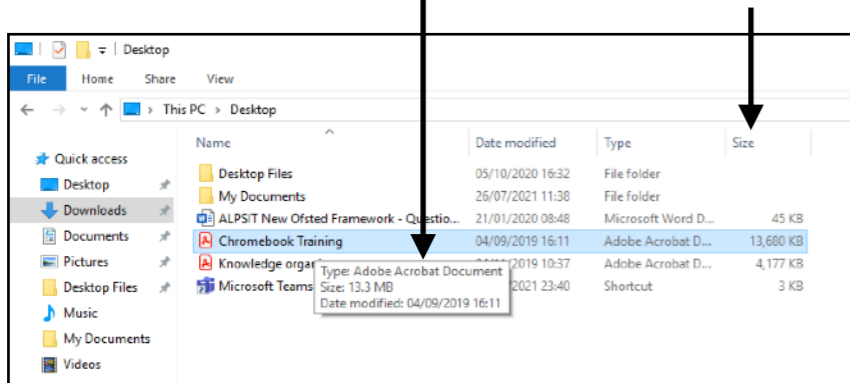 Desktop
File Home Share View
This PC > Desktop
Name Date modified Type Size
Quick access
Desktop
Downloads
Documents
Pictures
Desktop Files
Music
My Documents
Videos
Desktop Files 05/10/2020 16:32 File folder
My Documents 26/07/2021 11:38 File folder
ALPSIT New Ofsted Framework - Questio... 21/01/2020 08:48 Microsoft Word D... 45 KB
Chromebook Training 04/09/2019 16:11 Adobe Acrobat D... 13,680 KB
Knowledge organ 2019 10:37 Adobe Acrobat D... 4,177 KB
Microsoft Teams 2021 23:40 Shortcut 3 KB
Type: Adobe Acrobat Document
Size: 13.3 MB
Date modified: 04/09/2019 16:11